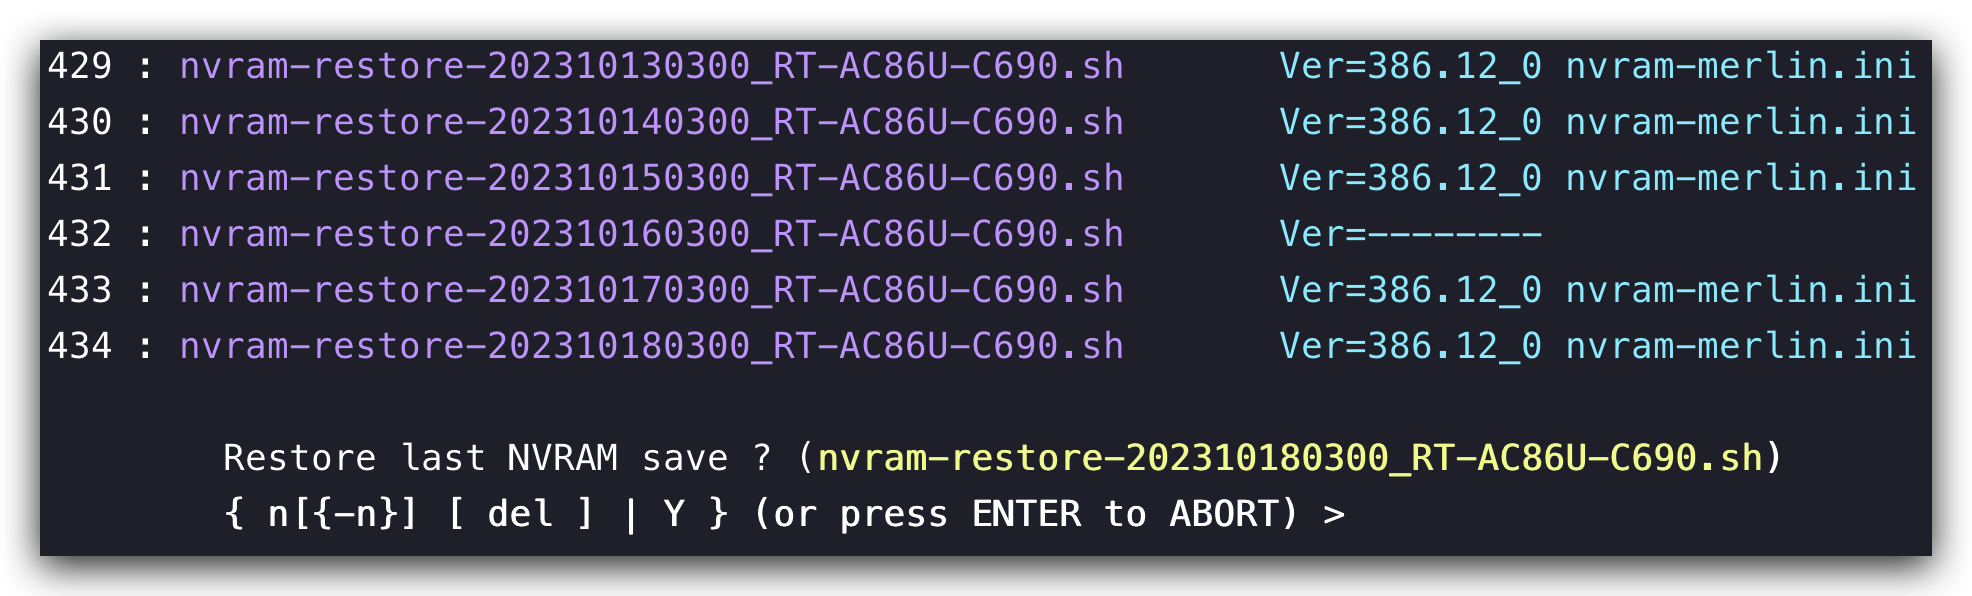 429 : nvram-restore-202310130300_RT-AC86U-C690.sh Ver=386.12_0 nvram-merlin.ini
430 : nvram-restore-202310140300_RT-AC86U-C690.sh Ver=386.12_0 nvram-merlin.ini
431 : nvram-restore-202310150300_RT-AC86U-C690.sh Ver=386.12_0 nvram-merlin.ini
432 : nvram-restore-202310160300_RT-AC86U-C690.sh Ver=--------
433 : nvram-restore-202310170300_RT-AC86U-C690.sh Ver=386.12_0 nvram-merlin.ini
434 : nvram-restore-202310180300_RT-AC86U-C690.sh Ver=386.12_0 nvram-merlin.ini
Restore last NVRAM save ? (nvram-restore-202310180300_RT-AC86U-C690.sh)
{ n[{-n}] [ del ] | Y } (or press ENTER to ABORT) >